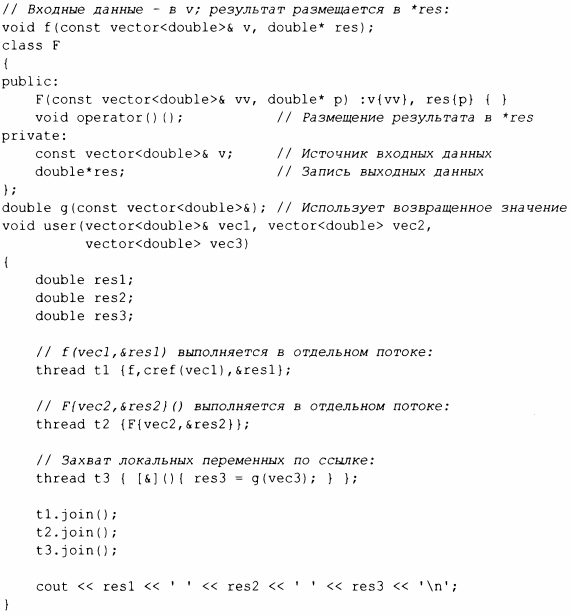 // Входные данные - в v; результат размещается в *res:
void f(const vector<double>& v, double* res);
class F
{
public:
    F(const vector<double>& vv, double* p) :v{vv}, res{p} { }
    void operator()();            // Размещение результата в *res
private:
    const vector<double>& v;      // Источник входных данных
    double*res;                   // Запись выходных данных
};
double g(const vector<double>&); // Использует возвращенное значение
void user(vector<double>& vec1, vector<double> vec2,
          vector<double> vec3)
{
    double res1;
    double res2;
    double res3;
    // f(vec1,&res1) выполняется в отдельном потоке:
    thread t1 {f,cref(vec1),&res1};
    // F{vec2,&res2}() выполняется в отдельном потоке:
    thread t2 {F{vec2,&res2}};
    // Захват локальных переменных по ссылке:
    thread t3 { [&](){ res3 = g(vec3); } };
    t1.join();
    t2.join();
    t3.join();
    cout << res1 << ' ' << res2 << ' ' << res3 << '\n';
}